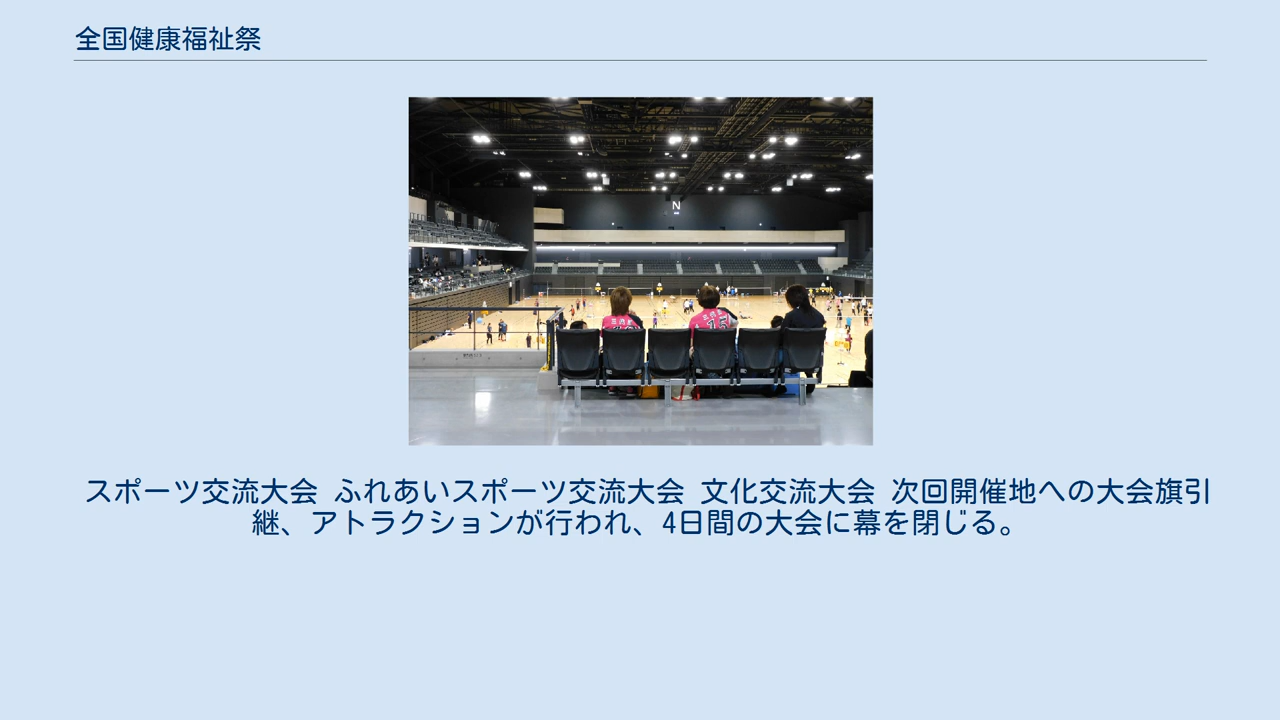 全国健康福祉祭
N
スポーツ交流大会 ふれあいスポーツ交流大会 文化交流大会 次回開催地への大会旗引
継、アトラクションが行われ、4日間の大会に幕を閉じる。